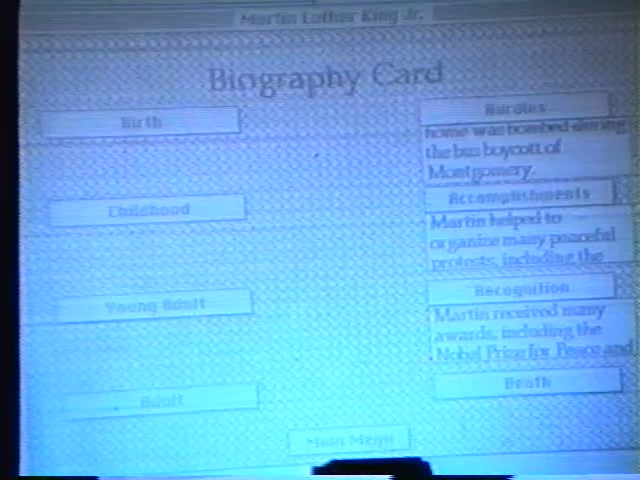 Martin Luther King Jr.
Biography Card
Birth
Childhood
Young Adult
Adult
Hurdles
home was bombed during
the bus boycott of
Montgomery.
Accomplishments
Martin helped to
organize many peaceful
protests, including the
Recognition
Martin received many
awards, including the
Nobel Prize for Peace and
Death
Main Menu